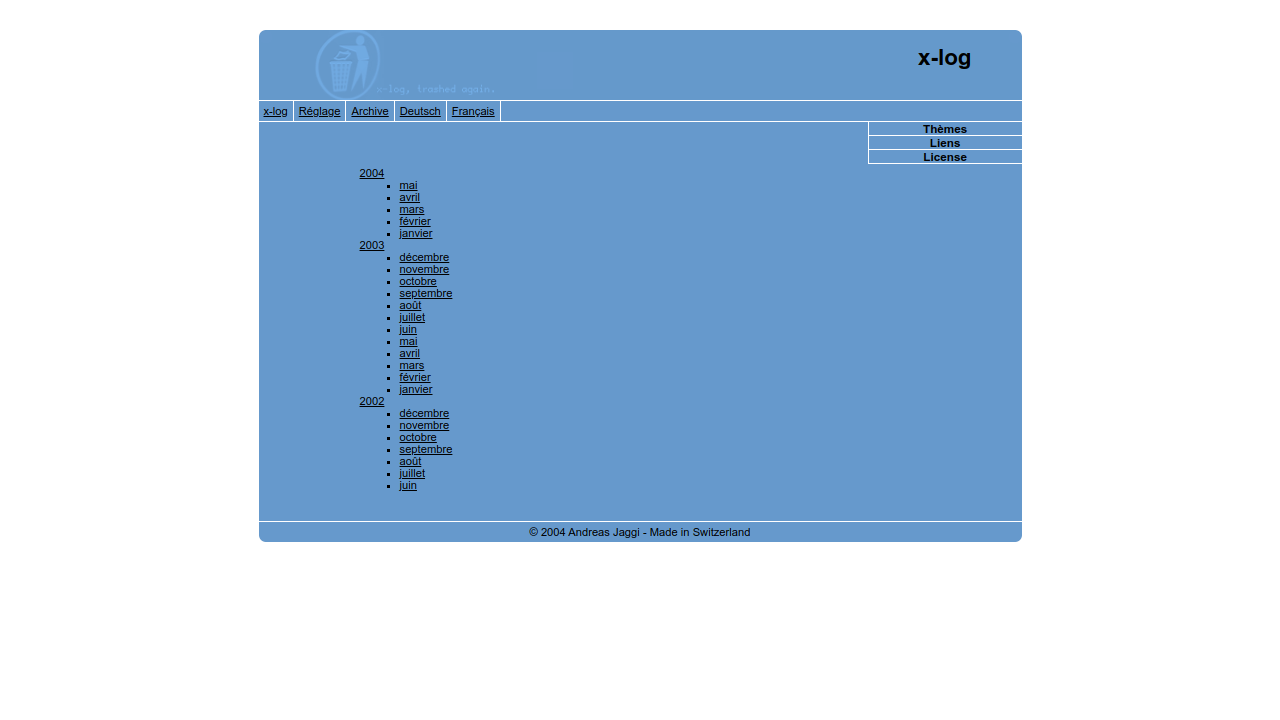 x-log
x-log, trashed again.
x-log Réglage Archive Deutsch Français
Thèmes
Liens
License
2004
mai
avril
mars
février
janvier
2003
décembre
novembre
octobre
septembre
août
juillet
juin
mai
avril
mars
février
janvier
2002
décembre
novembre
octobre
septembre
août
juillet
juin
© 2004 Andreas Jaggi - Made in Switzerland